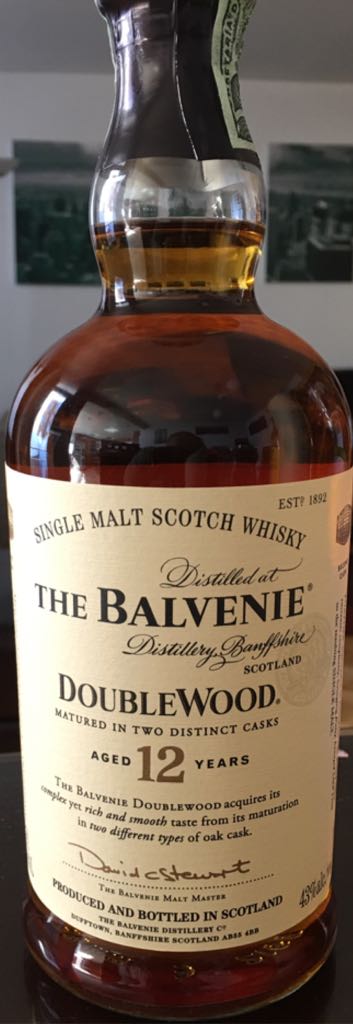 ESTD 1892
SINGLE MALT SCOTCH WHISKY
Distilled at
THE BALVENIE®
Distillery, Banffshire
SCOTLAND
DOUBLEWOOD®
MATURED IN TWO DISTINCT CASKS
AGED 12 YEARS
THE BALVENIE DOUBLEWOOD acquires its
complex yet rich and smooth taste from its maturation
in two different types of oak cask.
David C Stewart
THE BALVENIE MALT MASTER
PRODUCED AND BOTTLED IN SCOTLAND
THE BALVENIE DISTILLERY CO
DUFFTOWN, BANFFSHIRE SCOTLAND AB55 4BB
43%alc